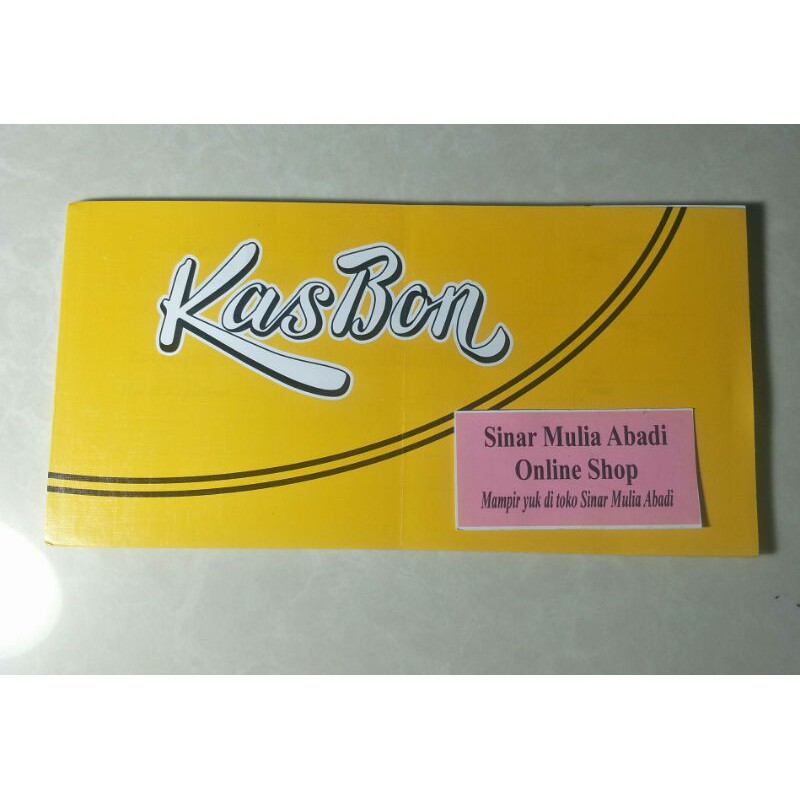 KasBon
Sinar Mulia Abadi
Online Shop
Mampir yuk di toko Sinar Mulia Abadi